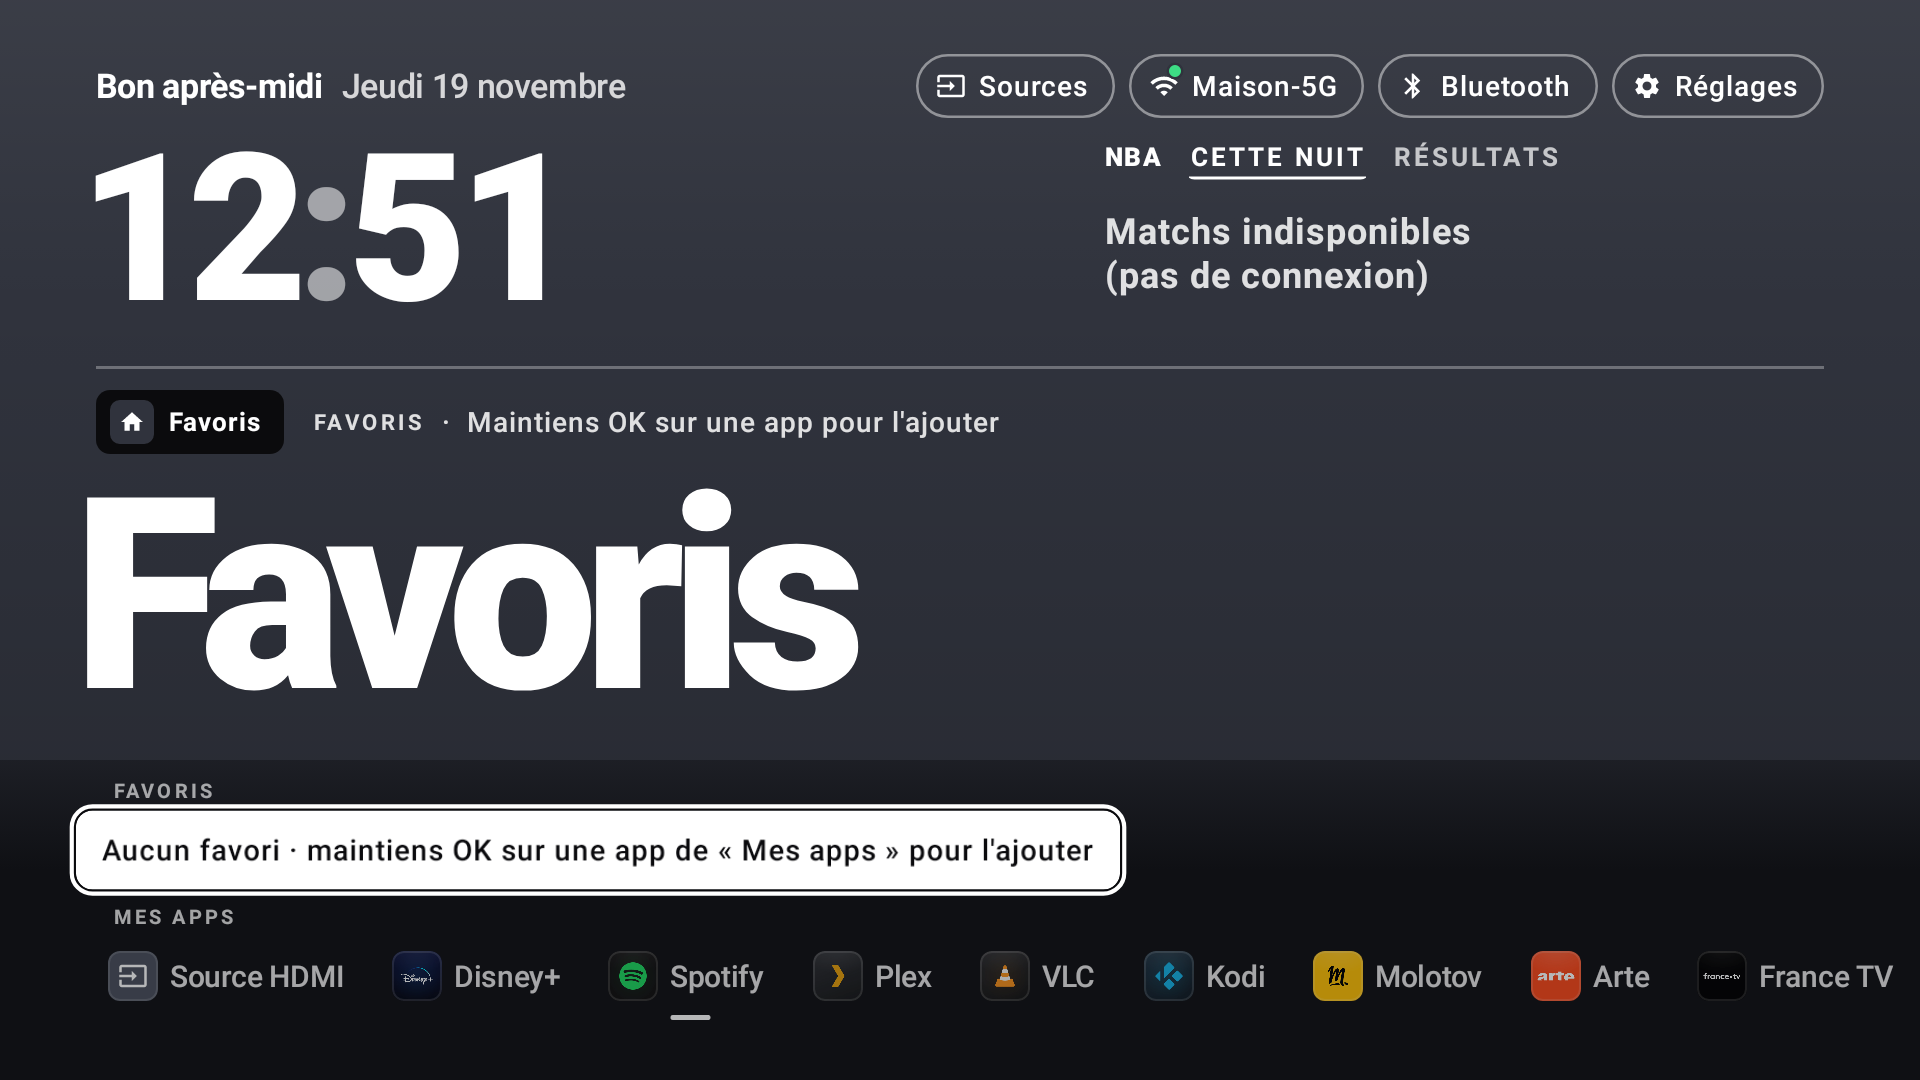 Bon après-midi Jeudi 19 novembre
Sources
Maison-5G
Bluetooth
Réglages
12:51
NBA CETTE NUIT RÉSULTATS
Matchs indisponibles
(pas de connexion)
Favoris
FAVORIS · Maintiens OK sur une app pour l'ajouter
Favoris
FAVORIS
Aucun favori · maintiens OK sur une app de « Mes apps » pour l'ajouter
MES APPS
Source HDMI
Disney+ Disney+
Spotify
Plex
VLC
Kodi
Molotov
arte Arte
france•tv France TV